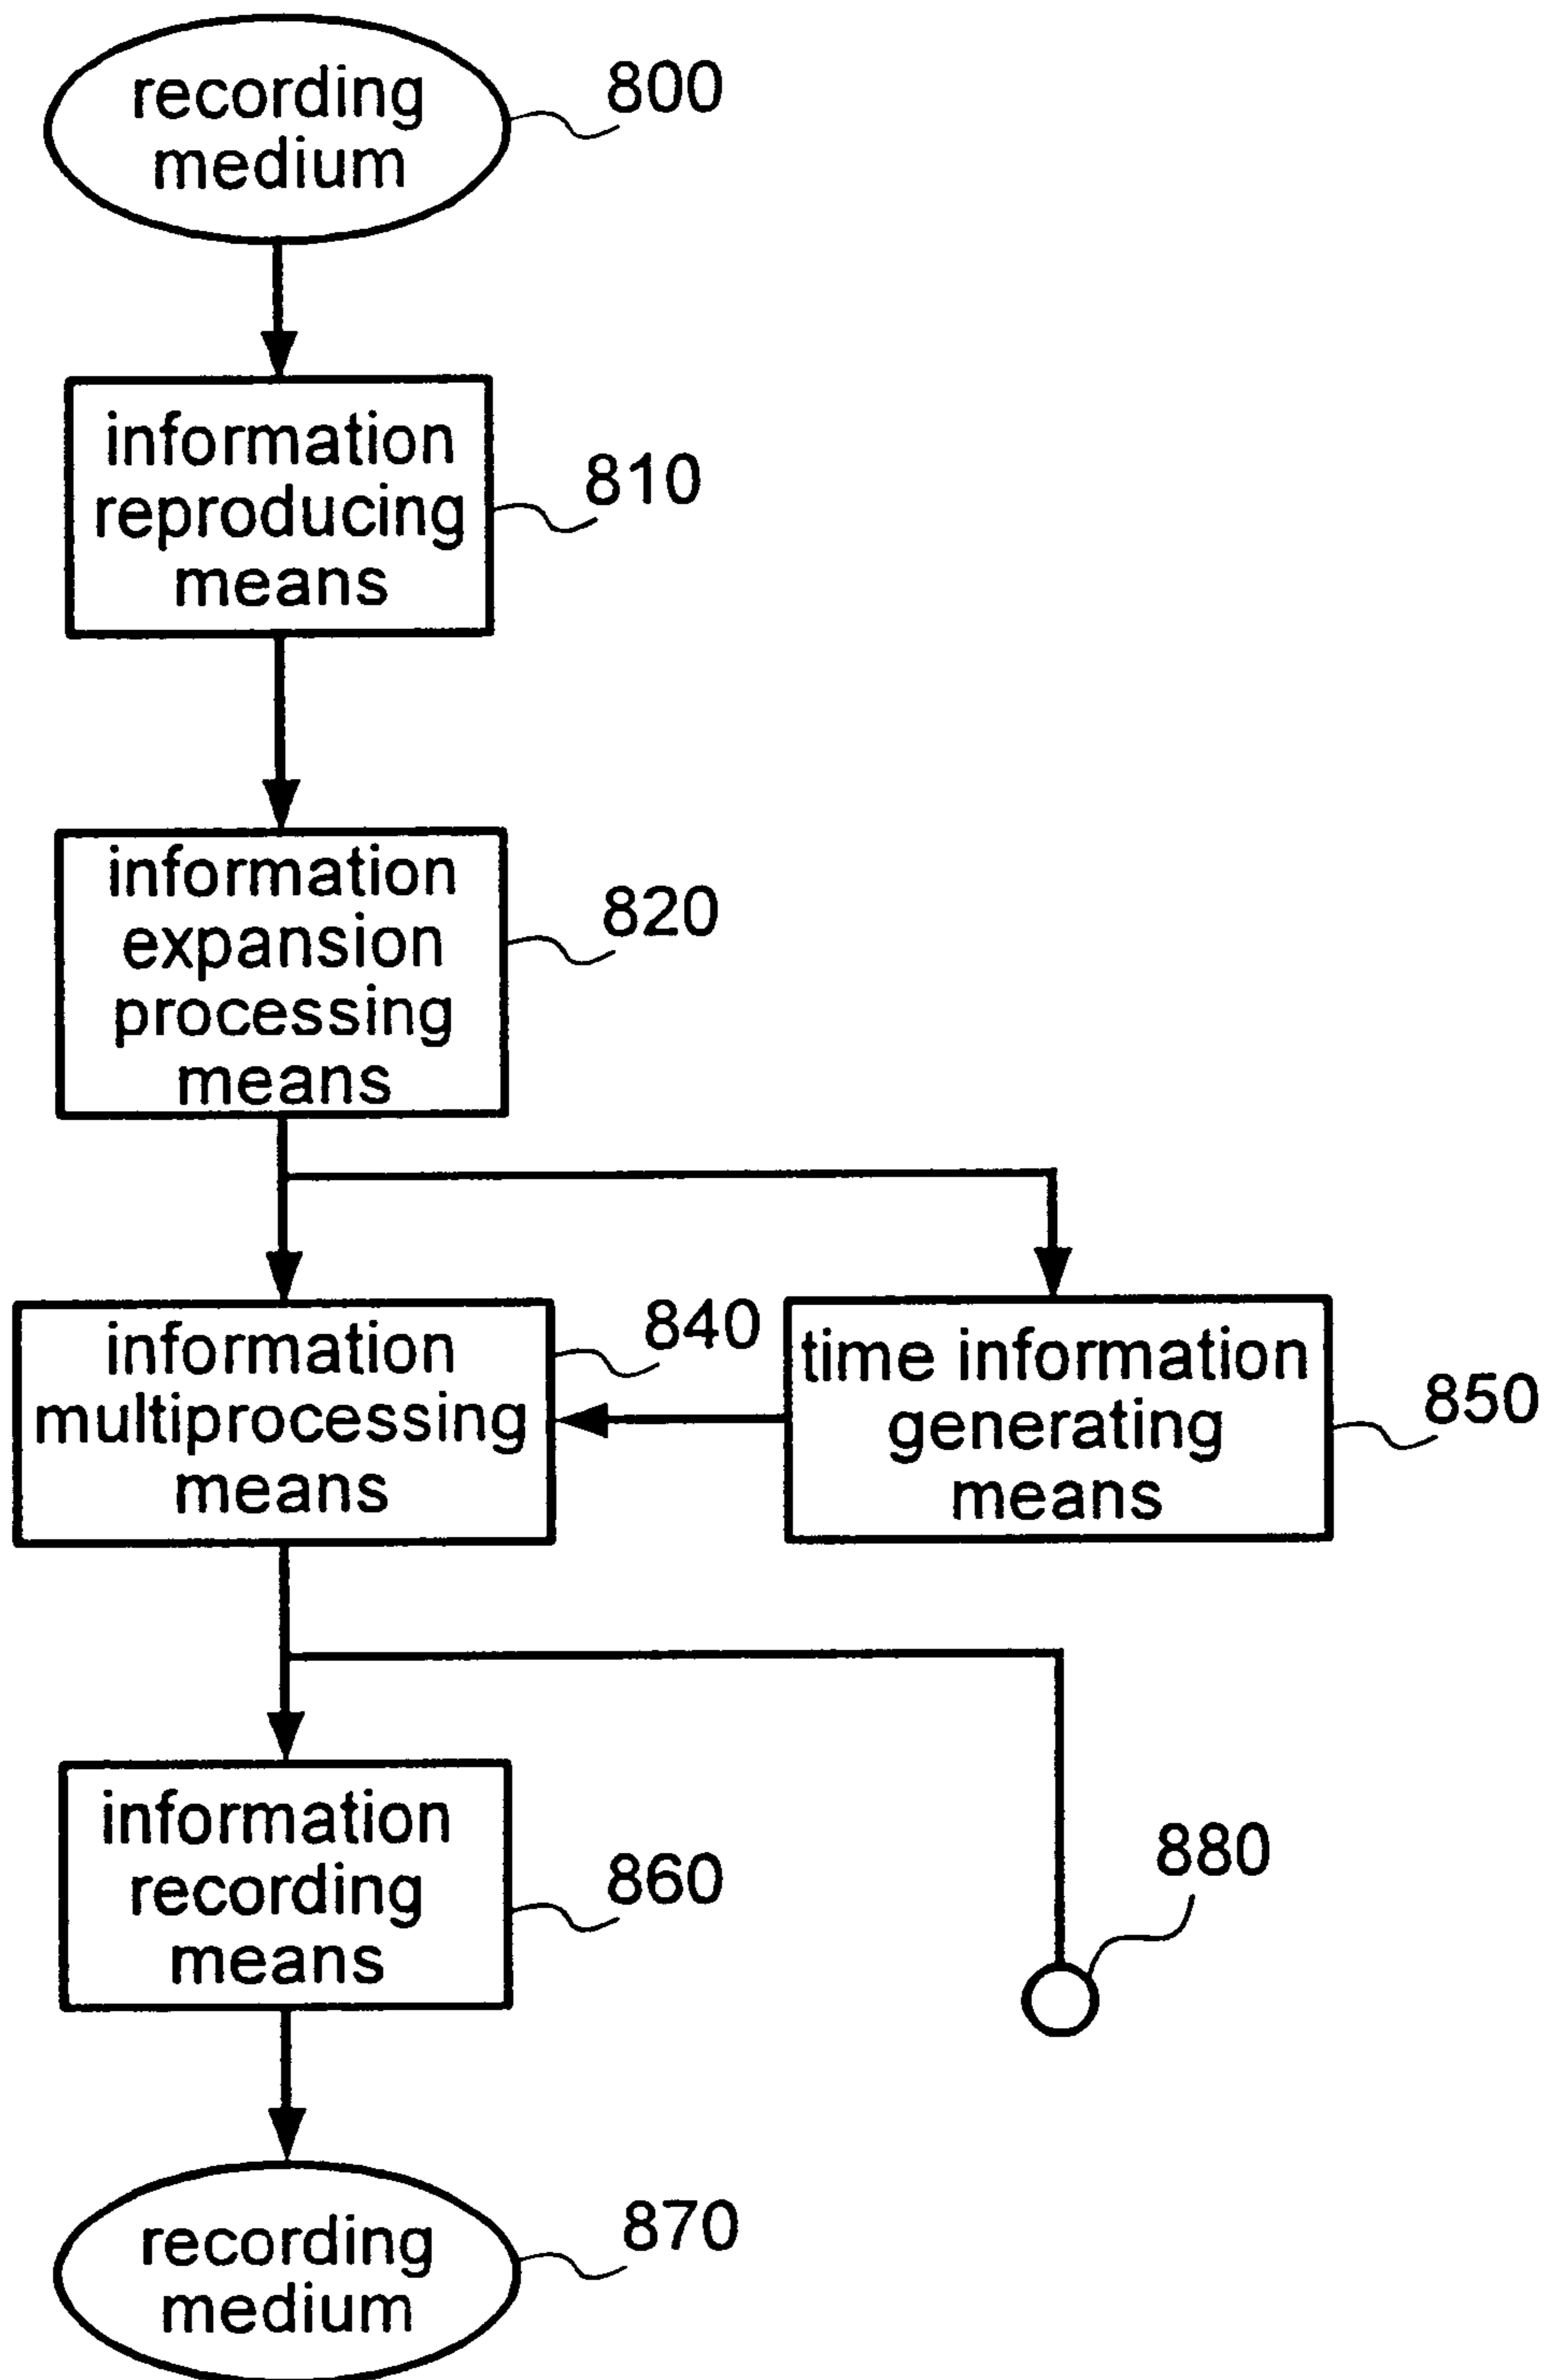 recording
medium
800
information
reproducing
means
810
information
expansion
processing
means
820
information
multiprocessing
means
840
time information
generating
means
850
information
recording
means
860
880
recording
medium
870